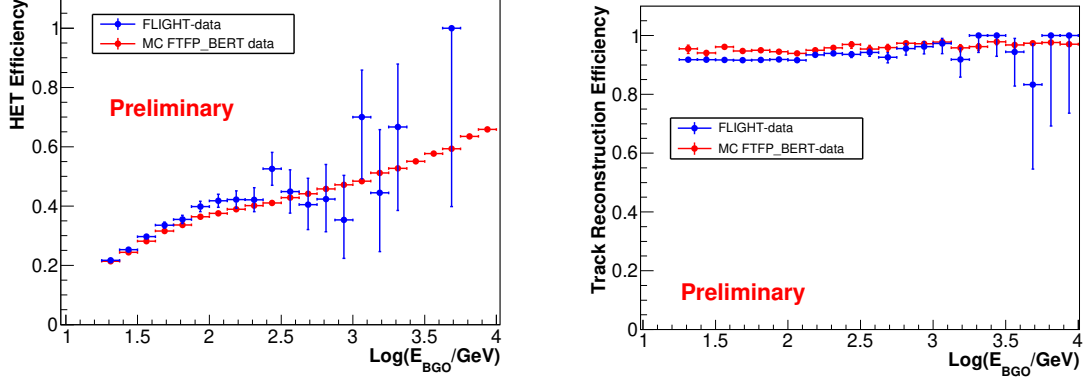 HET Efficiency
1
0.8
0.6
0.4
0.2
0
FLIGHT-data
MC FTFP_BERT data
Preliminary
1 1.5 2 2.5 3 3.5 4
Log(E_BGO/GeV)
Track Reconstruction Efficiency
1
0.8
0.6
0.4
0.2
0
FLIGHT-data
MC FTFP_BERT-data
Preliminary
1 1.5 2 2.5 3 3.5 4
Log(E_BGO/GeV)